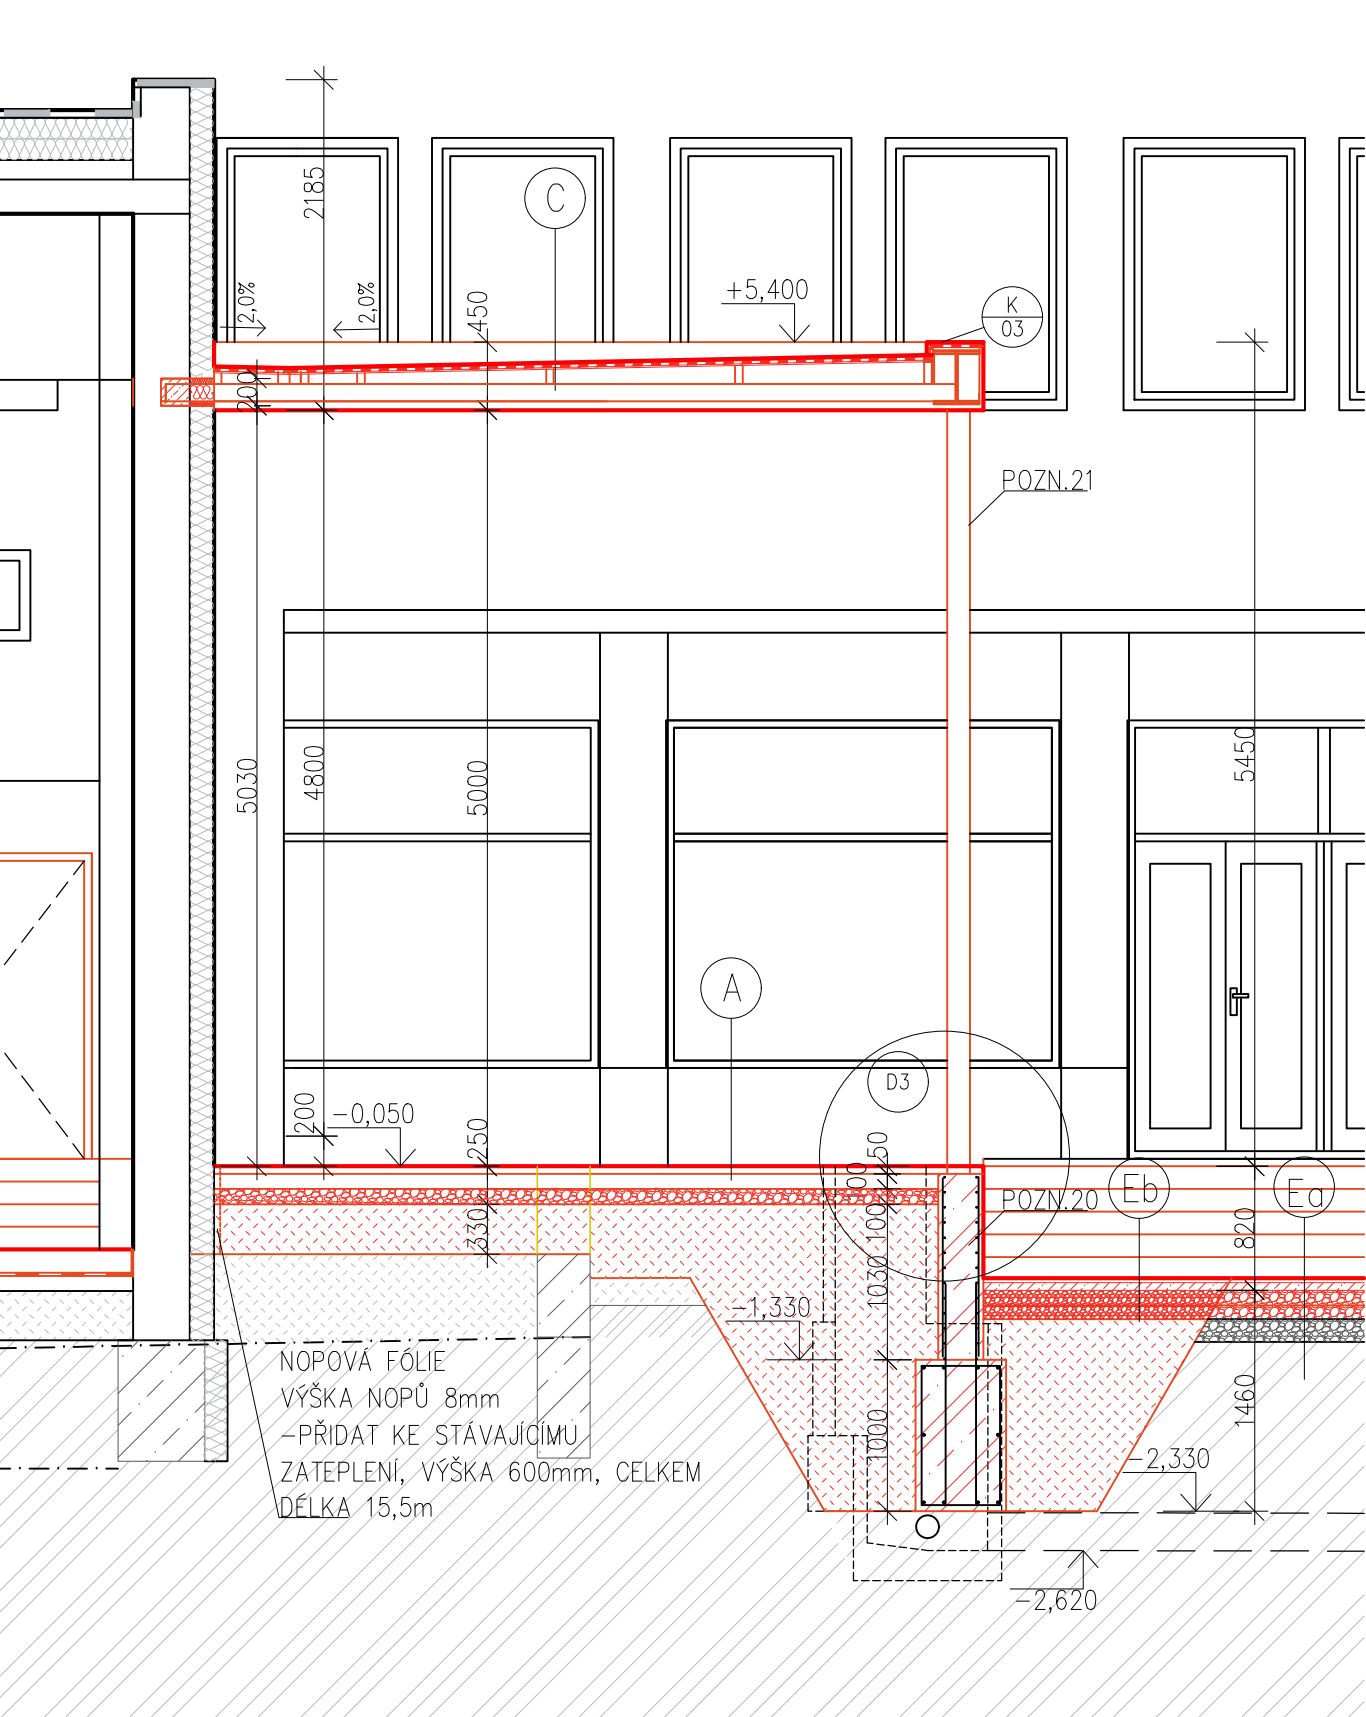 2185
C
2,0%
2,0%
450
+5,400
K
03
200
POZN.21
5030
4800
5000
5450
A
D3
200
-0,050
250
50
100
POZN.20
Eb
Ea
330
1030
820
-1,330
NOPOVÁ FÓLIE
VÝŠKA NOPŮ 8mm
-PŘIDAT KE STÁVAJÍCÍMU
ZATEPLENÍ, VÝŠKA 600mm, CELKEM
DÉLKA 15,5m
1000
1460
-2,330
-2,620